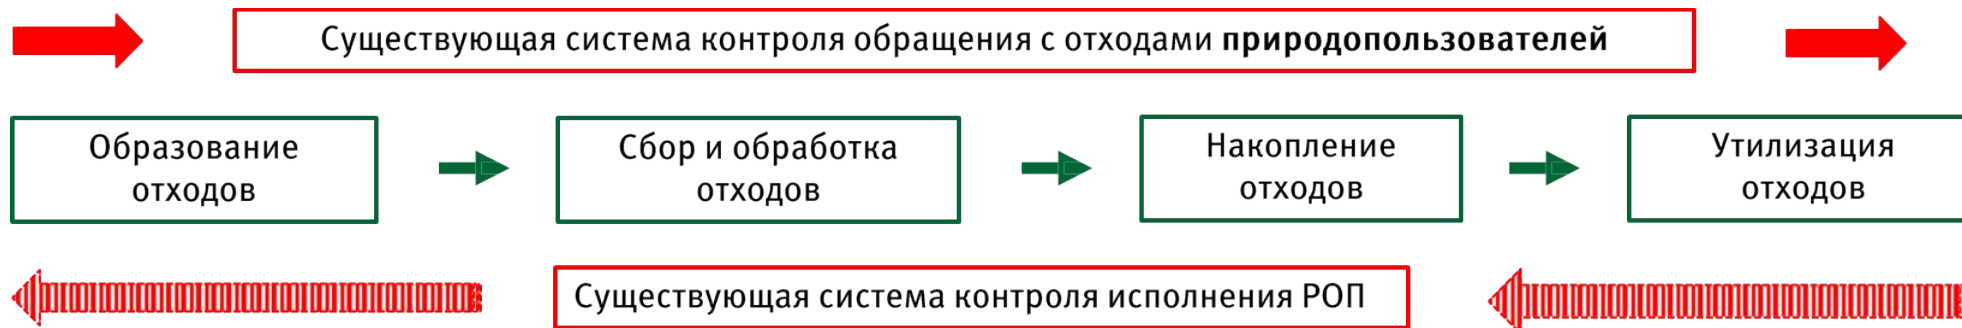 Существующая система контроля обращения с отходами природопользователей
Образование
отходов
Сбор и обработка
отходов
Накопление
отходов
Утилизация
отходов
Существующая система контроля исполнения РОП